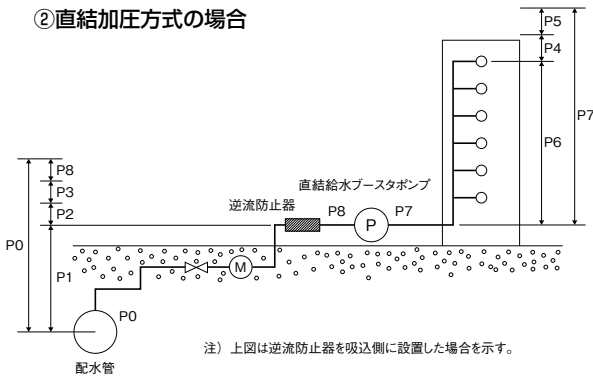 ②直結加圧方式の場合
P5
P4
P7
P6
P8
P3
P2
P0
P1
直結給水ブースタポンプ
逆流防止器
P8
P
P7
M
P0
配水管
注）上図は逆流防止器を吸込側に設置した場合を示す。